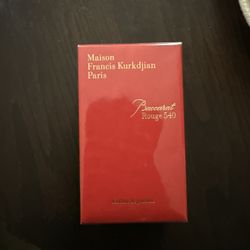 Maison
Francis Kurkdjian
Paris
Baccarat
Rouge 540